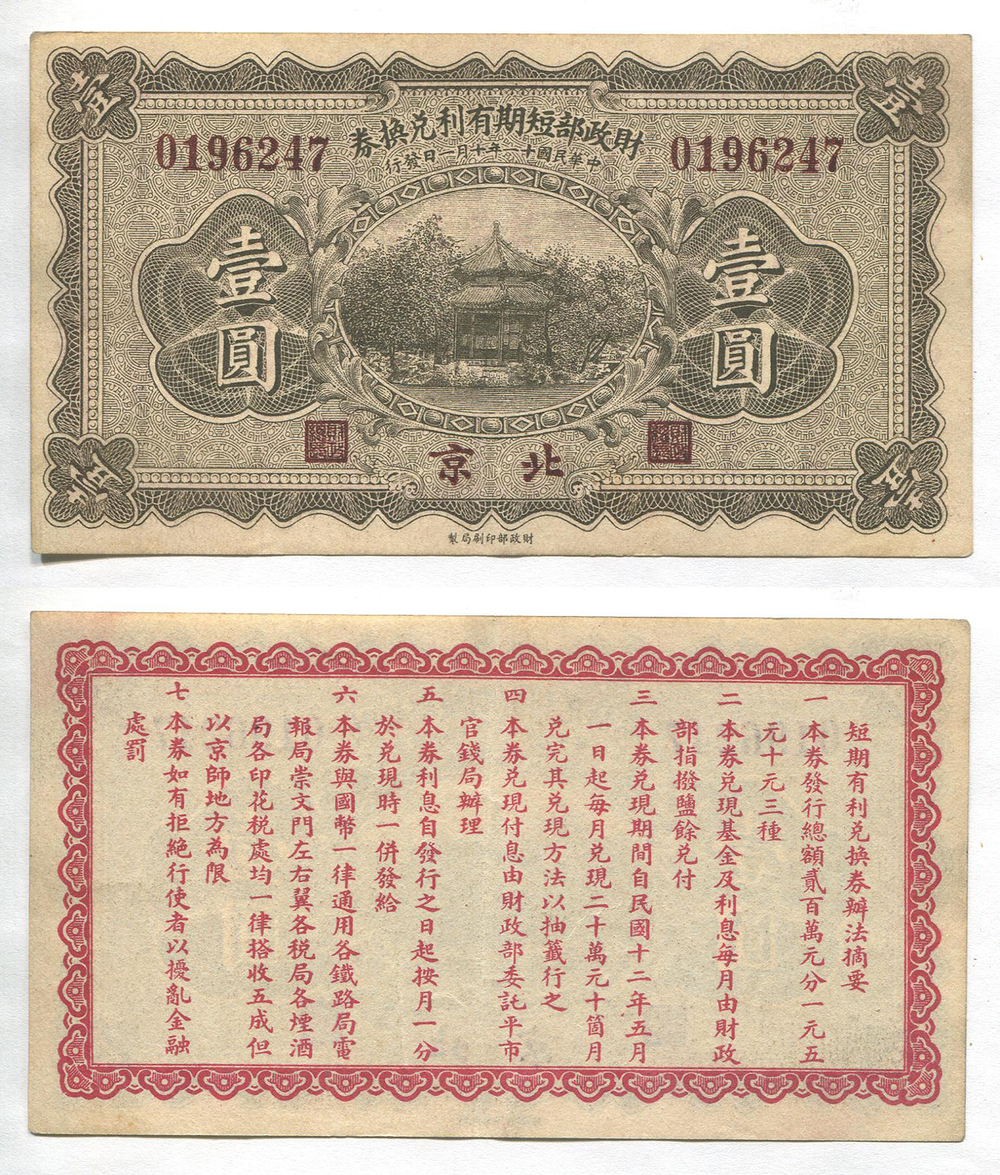 壹
壹
財政部短期有利兌換券
中華民國十一年十月一日發行
0196247
0196247
壹圓
壹圓
北京
壹
壹
財政部印刷局製
短期有利兌換券辦法摘要
一 本券發行總額貳百萬元分一元五
元十元三種
二 本券兌現基金及利息每月由財政
部指撥鹽餘兌付
三 本券兌現期間自民國十二年五月
一日起每月兌現二十萬元十箇月
兌完其兌現方法以抽籤行之
四 本券兌現付息由財政部委託平市
官錢局辦理
五 本券利息自發行之日起按月一分
於兌現時一併發給
六 本券與國幣一律通用各鐵路局電
報局崇文門左右翼各稅局各煙酒
局各印花稅處均一律搭收五成但
以京師地方為限
七 本券如有拒絕行使者以擾亂金融
處罰